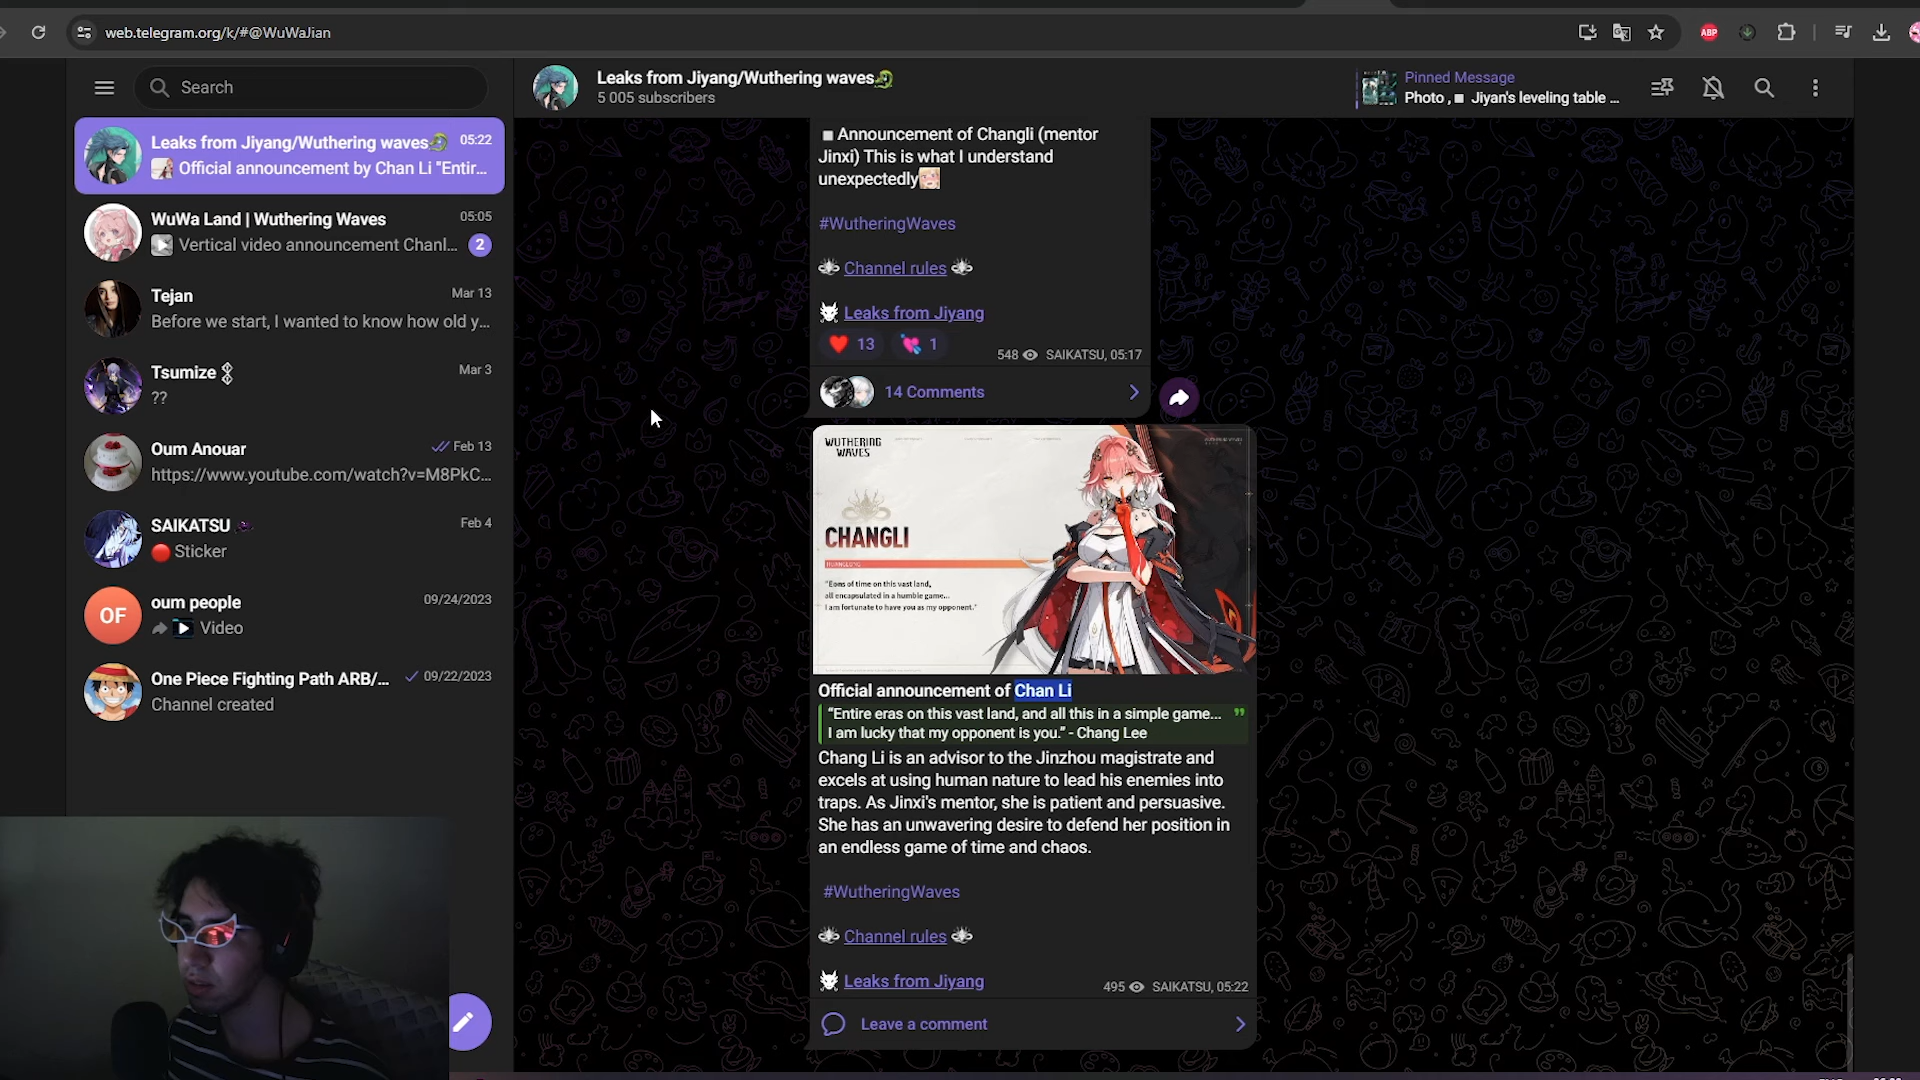 web.telegram.org/k/#@WuWaJian
ABP
Search
Leaks from Jiyang/Wuthering waves 05:22
Official announcement by Chan Li "Entir...
WuWa Land | Wuthering Waves 05:05
Vertical video announcement Chanl... 2
Tejan Mar 13
Before we start, I wanted to know how old y...
Tsumize Mar 3
??
Oum Anouar Feb 13
https://www.youtube.com/watch?v=M8PkC...
SAIKATSU Feb 4
Sticker
OF
oum people 09/24/2023
Video
One Piece Fighting Path ARB/... 09/22/2023
Channel created
Leaks from Jiyang/Wuthering waves
5 005 subscribers
Pinned Message
Photo , ■ Jiyan's leveling table ...
■ Announcement of Changli (mentor
Jinxi) This is what I understand
unexpectedly
#WutheringWaves
Channel rules
Leaks from Jiyang
13 1
548 SAIKATSU, 05:17
14 Comments
WUTHERING
WAVES
CHANGLI
HUANGLONG
"Eons of time on this vast land,
all encapsulated in a humble game...
I am fortunate to have you as my opponent."
Official announcement of Chan Li
“Entire eras on this vast land, and all this in a simple game...
I am lucky that my opponent is you.” - Chang Lee
Chang Li is an advisor to the Jinzhou magistrate and
excels at using human nature to lead his enemies into
traps. As Jinxi's mentor, she is patient and persuasive.
She has an unwavering desire to defend her position in
an endless game of time and chaos.
#WutheringWaves
Channel rules
Leaks from Jiyang
495 SAIKATSU, 05:22
Leave a comment